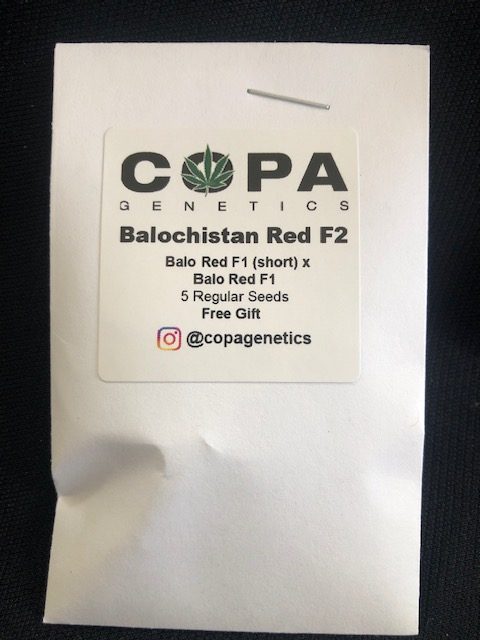 COPA
GENETICS
Balochistan Red F2
Balo Red F1 (short) x
Balo Red F1
5 Regular Seeds
Free Gift
@copagenetics